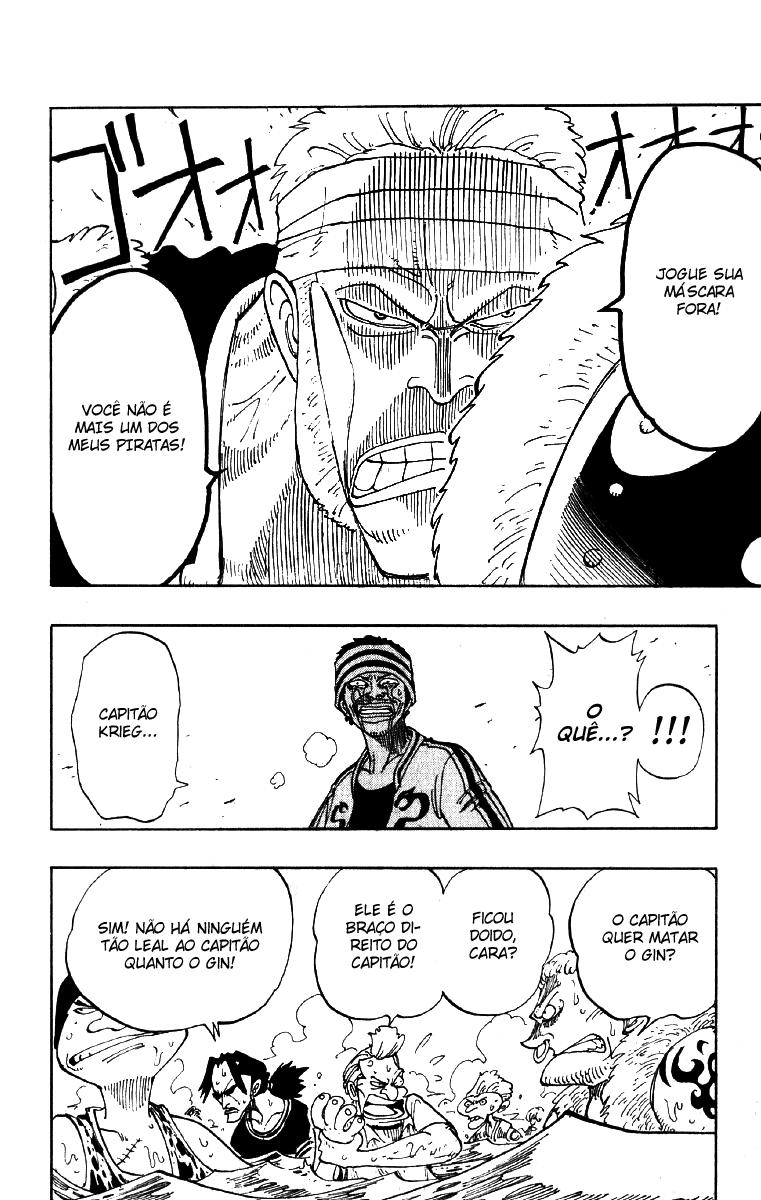 JOGUE SUA
MÁSCARA
FORA!
ゴオオォ
オオォ
VOCÊ NÃO É
MAIS UM DOS
MEUS PIRATAS!
!!!
O
QUÊ...?
CAPITÃO
KRIEG...
O CAPITÃO
QUER MATAR
O GIN?
FICOU
DOIDO,
CARA?
ELE É O
BRAÇO DI-
REITO DO
CAPITÃO!
SIM! NÃO HÁ NINGUÉM
TÃO LEAL AO CAPITÃO
QUANTO O GIN!